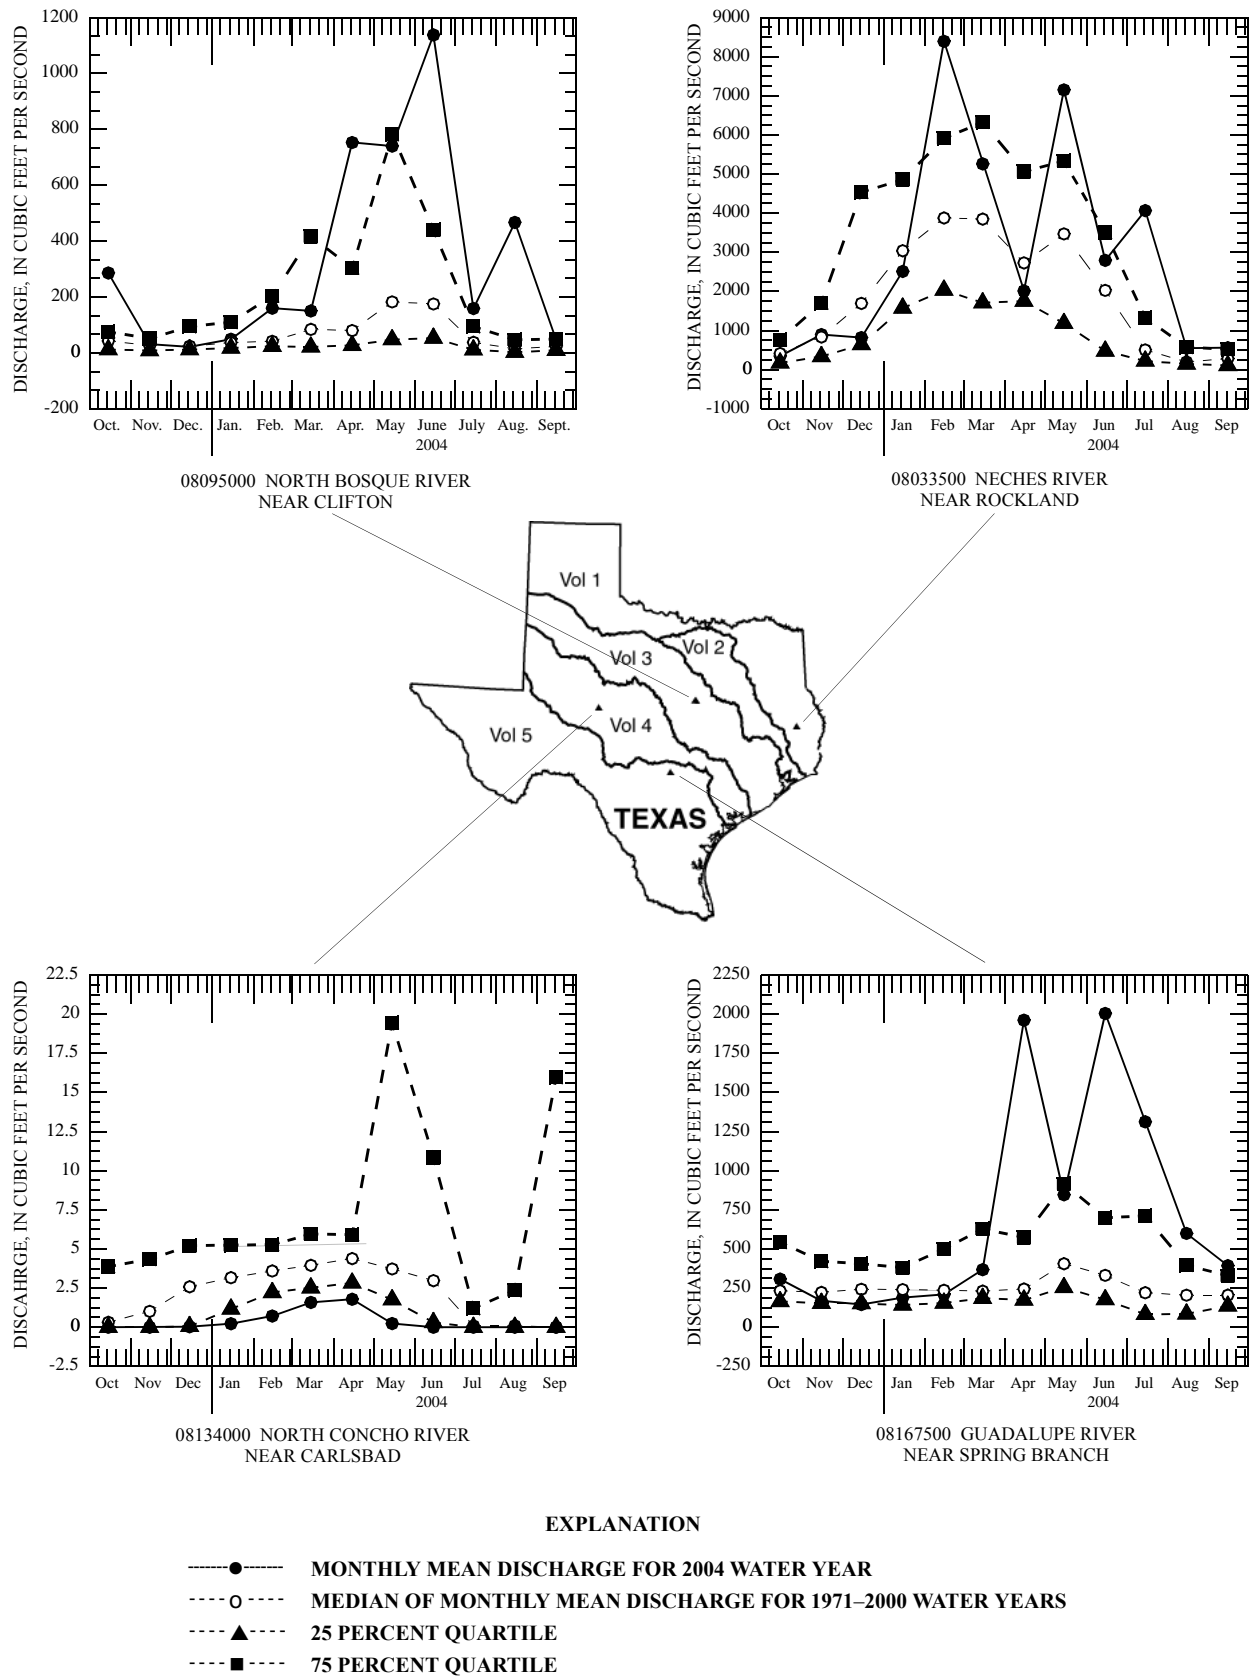 DISCHARGE, IN CUBIC FEET PER SECOND
1200
1000
800
600
400
200
0
-200
Oct. Nov. Dec. Jan. Feb. Mar. Apr. May June July Aug. Sept.
2004
08095000 NORTH BOSQUE RIVER
NEAR CLIFTON
DISCHARGE, IN CUBIC FEET PER SECOND
9000
8000
7000
6000
5000
4000
3000
2000
1000
0
-1000
Oct Nov Dec Jan Feb Mar Apr May Jun Jul Aug Sep
2004
08033500 NECHES RIVER
NEAR ROCKLAND
Vol 1
Vol 2
Vol 3
Vol 4
Vol 5
TEXAS
DISCAHRGE, IN CUBIC FEET PER SECOND
22.5
20
17.5
15
12.5
10
7.5
5
2.5
0
-2.5
Oct Nov Dec Jan Feb Mar Apr May Jun Jul Aug Sep
2004
08134000 NORTH CONCHO RIVER
NEAR CARLSBAD
DISCHARGE, IN CUBIC FEET PER SECOND
2250
2000
1750
1500
1250
1000
750
500
250
0
-250
Oct Nov Dec Jan Feb Mar Apr May Jun Jul Aug Sep
2004
08167500 GUADALUPE RIVER
NEAR SPRING BRANCH
EXPLANATION
MONTHLY MEAN DISCHARGE FOR 2004 WATER YEAR
MEDIAN OF MONTHLY MEAN DISCHARGE FOR 1971–2000 WATER YEARS
25 PERCENT QUARTILE
75 PERCENT QUARTILE